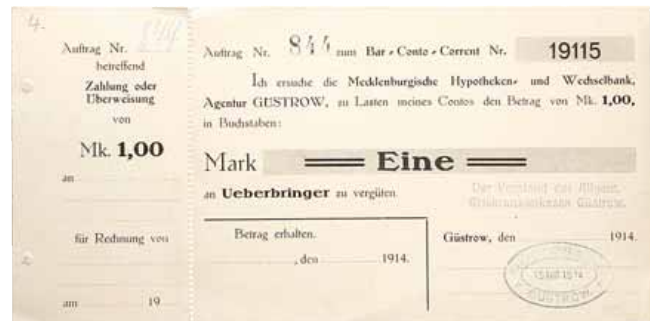 4.
Auftrag Nr.
betreffend
Zahlung oder
Überweisung
von
Mk. 1,00
an
für Rechnung von
am 19
Auftrag Nr. 844 zum Bar-Conto-Corrent Nr. 19115
Ich ersuche die Mecklenburgische Hypotheken- und Wechselbank,
Agentur GÜSTROW, zu Lasten meines Contos den Betrag von Mk. 1,00,
in Buchstaben:
Mark Eine
an Ueberbringer zu vergüten.
Der Vorstand der Allgem.
Ortskrankenkasse Güstrow.
Betrag erhalten.
, den 1914.
Güstrow, den 1914.
GÜSTROW.